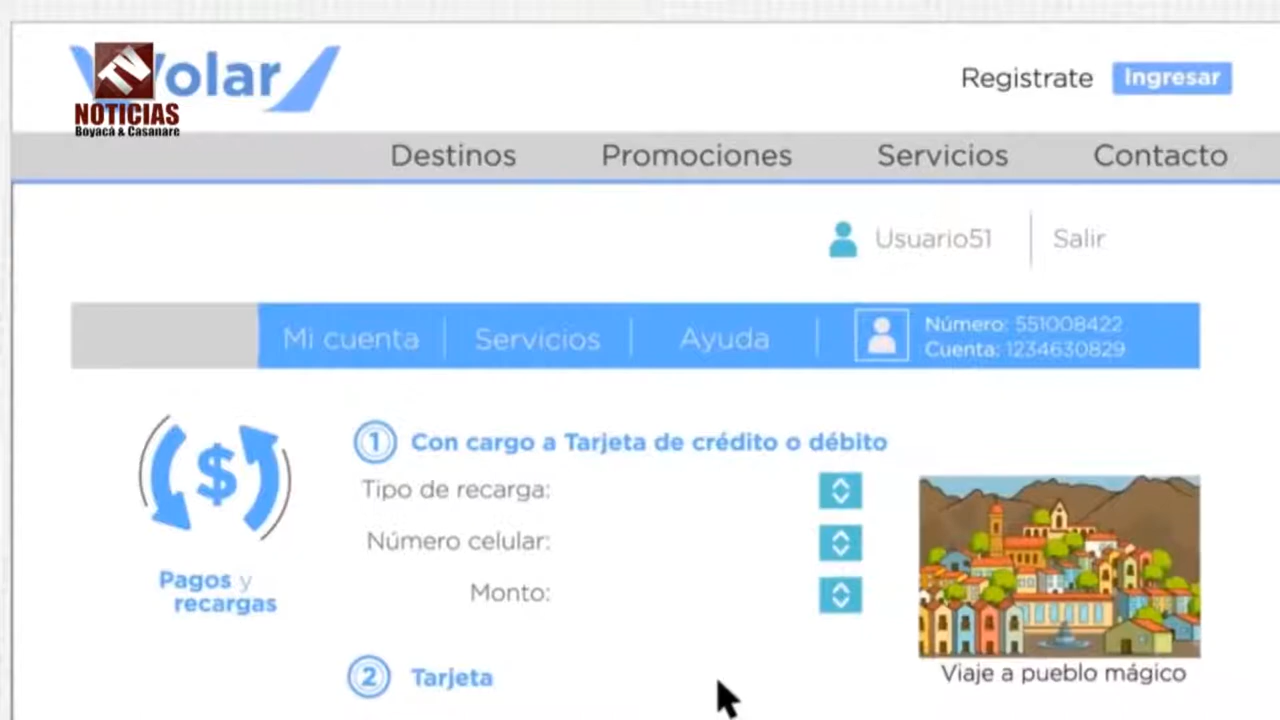 Volar
NOTICIAS
Boyacá & Casanare
Registrate
Ingresar
Destinos
Promociones
Servicios
Contacto
Usuario51
Salir
Mi cuenta
Servicios
Ayuda
Número: 551008422
Cuenta: 1234630829
$
Pagos y
recargas
1 Con cargo a Tarjeta de crédito o débito
Tipo de recarga:
Número celular:
Monto:
2 Tarjeta
Viaje a pueblo mágico